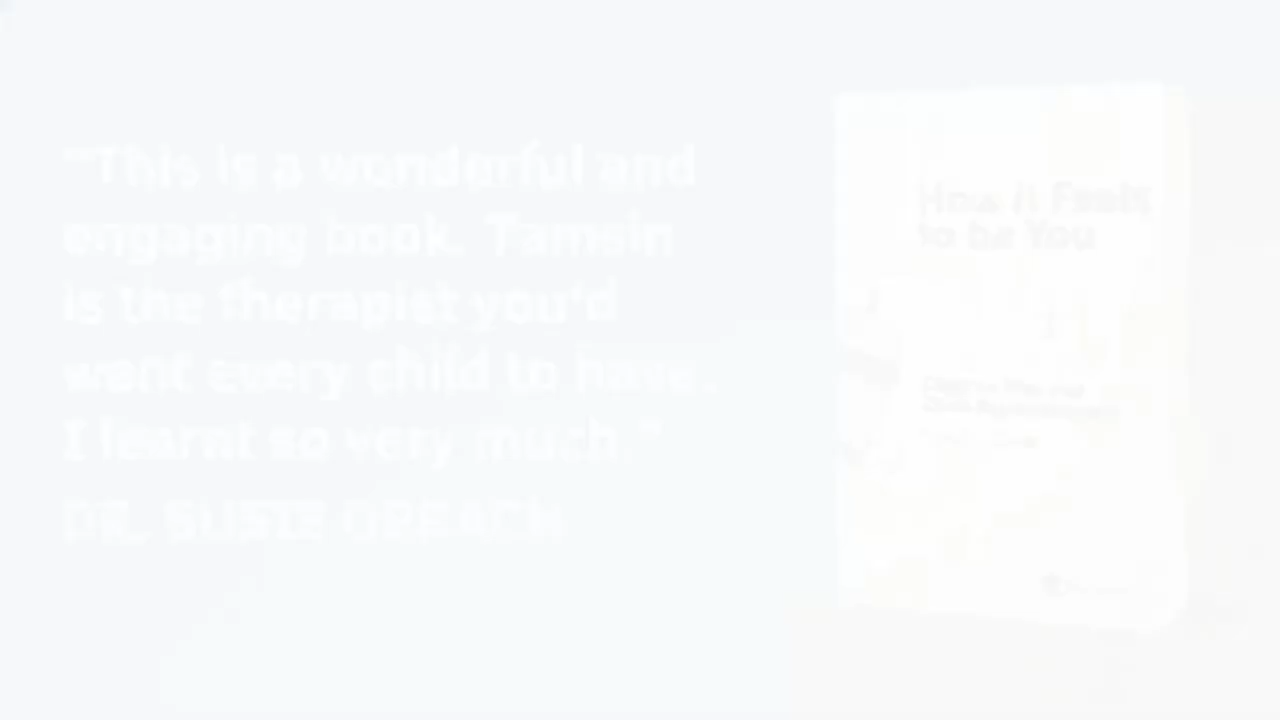 "This is a wonderful and
engaging book. Tamsin
is the therapist you'd
want every child to have.
I learnt so very much."
DR. SUSIE ORBACH
How it Feels
to be You